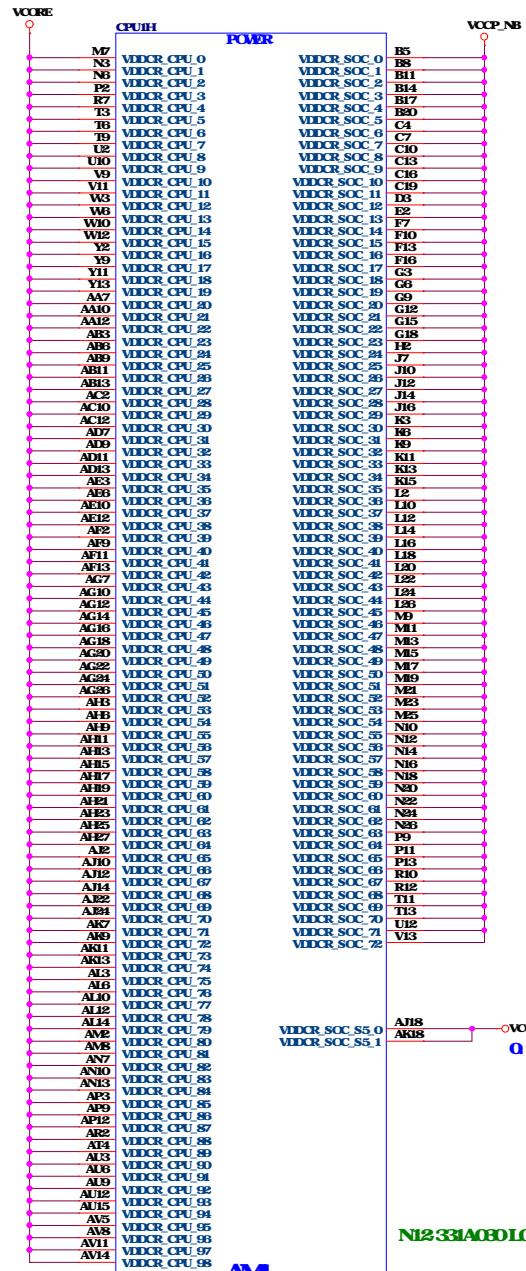 VCORE CPU1H POWER VCCP_NB
M7 VDDCR_CPU_0 VDDCR_SOC_0 B5
N3 VDDCR_CPU_1 VDDCR_SOC_1 B8
N6 VDDCR_CPU_2 VDDCR_SOC_2 B11
P2 VDDCR_CPU_3 VDDCR_SOC_3 B14
R7 VDDCR_CPU_4 VDDCR_SOC_4 B17
T3 VDDCR_CPU_5 VDDCR_SOC_5 B20
T6 VDDCR_CPU_6 VDDCR_SOC_6 C4
T9 VDDCR_CPU_7 VDDCR_SOC_7 C7
U2 VDDCR_CPU_8 VDDCR_SOC_8 C10
U10 VDDCR_CPU_9 VDDCR_SOC_9 C13
V9 VDDCR_CPU_10 VDDCR_SOC_10 C16
V11 VDDCR_CPU_11 VDDCR_SOC_11 C19
W3 VDDCR_CPU_12 VDDCR_SOC_12 D3
W6 VDDCR_CPU_13 VDDCR_SOC_13 E2
W10 VDDCR_CPU_14 VDDCR_SOC_14 F7
W12 VDDCR_CPU_15 VDDCR_SOC_15 F10
Y2 VDDCR_CPU_16 VDDCR_SOC_16 F13
Y9 VDDCR_CPU_17 VDDCR_SOC_17 F16
Y11 VDDCR_CPU_18 VDDCR_SOC_18 G3
Y13 VDDCR_CPU_19 VDDCR_SOC_19 G6
AA7 VDDCR_CPU_20 VDDCR_SOC_20 G9
AA10 VDDCR_CPU_21 VDDCR_SOC_21 G12
AA12 VDDCR_CPU_22 VDDCR_SOC_22 G15
AB3 VDDCR_CPU_23 VDDCR_SOC_23 G18
AB6 VDDCR_CPU_24 VDDCR_SOC_24 H2
AB9 VDDCR_CPU_25 VDDCR_SOC_25 J7
AB11 VDDCR_CPU_26 VDDCR_SOC_26 J10
AB13 VDDCR_CPU_27 VDDCR_SOC_27 J12
AC2 VDDCR_CPU_28 VDDCR_SOC_28 J14
AC10 VDDCR_CPU_29 VDDCR_SOC_29 J16
AC12 VDDCR_CPU_30 VDDCR_SOC_30 K3
AD7 VDDCR_CPU_31 VDDCR_SOC_31 K6
AD9 VDDCR_CPU_32 VDDCR_SOC_32 K9
AD11 VDDCR_CPU_33 VDDCR_SOC_33 K11
AD13 VDDCR_CPU_34 VDDCR_SOC_34 K13
AE3 VDDCR_CPU_35 VDDCR_SOC_35 K15
AE6 VDDCR_CPU_36 VDDCR_SOC_36 L2
AE10 VDDCR_CPU_37 VDDCR_SOC_37 L10
AE12 VDDCR_CPU_38 VDDCR_SOC_38 L12
AF2 VDDCR_CPU_39 VDDCR_SOC_39 L14
AF9 VDDCR_CPU_40 VDDCR_SOC_40 L16
AF11 VDDCR_CPU_41 VDDCR_SOC_41 L18
AF13 VDDCR_CPU_42 VDDCR_SOC_42 L20
AG7 VDDCR_CPU_43 VDDCR_SOC_43 L22
AG10 VDDCR_CPU_44 VDDCR_SOC_44 L24
AG12 VDDCR_CPU_45 VDDCR_SOC_45 L26
AG14 VDDCR_CPU_46 VDDCR_SOC_46 M9
AG16 VDDCR_CPU_47 VDDCR_SOC_47 M11
AG18 VDDCR_CPU_48 VDDCR_SOC_48 M13
AG20 VDDCR_CPU_49 VDDCR_SOC_49 M15
AG22 VDDCR_CPU_50 VDDCR_SOC_50 M17
AG24 VDDCR_CPU_51 VDDCR_SOC_51 M19
AG26 VDDCR_CPU_52 VDDCR_SOC_52 M21
AH3 VDDCR_CPU_53 VDDCR_SOC_53 M23
AH6 VDDCR_CPU_54 VDDCR_SOC_54 M25
AH9 VDDCR_CPU_55 VDDCR_SOC_55 N10
AH11 VDDCR_CPU_56 VDDCR_SOC_56 N12
AH13 VDDCR_CPU_57 VDDCR_SOC_57 N14
AH15 VDDCR_CPU_58 VDDCR_SOC_58 N16
AH17 VDDCR_CPU_59 VDDCR_SOC_59 N18
AH19 VDDCR_CPU_60 VDDCR_SOC_60 N20
AH21 VDDCR_CPU_61 VDDCR_SOC_61 N22
AH23 VDDCR_CPU_62 VDDCR_SOC_62 N24
AH25 VDDCR_CPU_63 VDDCR_SOC_63 N26
AH27 VDDCR_CPU_64 VDDCR_SOC_64 P9
AJ2 VDDCR_CPU_65 VDDCR_SOC_65 P11
AJ10 VDDCR_CPU_66 VDDCR_SOC_66 P13
AJ12 VDDCR_CPU_67 VDDCR_SOC_67 R10
AJ14 VDDCR_CPU_68 VDDCR_SOC_68 R12
AJ22 VDDCR_CPU_69 VDDCR_SOC_69 T11
AJ24 VDDCR_CPU_70 VDDCR_SOC_70 T13
AK7 VDDCR_CPU_71 VDDCR_SOC_71 U12
AK9 VDDCR_CPU_72 VDDCR_SOC_72 V13
AK11 VDDCR_CPU_73
AK13 VDDCR_CPU_74
AL3 VDDCR_CPU_75
AL6 VDDCR_CPU_76
AL10 VDDCR_CPU_77
AL12 VDDCR_CPU_78
AL14 VDDCR_CPU_79 VDDCR_SOC_S5_0 AJ18
AM2 VDDCR_CPU_80 VDDCR_SOC_S5_1 AK18
AM8 VDDCR_CPU_81
AN7 VDDCR_CPU_82
AN10 VDDCR_CPU_83
AN13 VDDCR_CPU_84
AP3 VDDCR_CPU_85
AP9 VDDCR_CPU_86
AP12 VDDCR_CPU_87
AR2 VDDCR_CPU_88
AT4 VDDCR_CPU_89
AU3 VDDCR_CPU_90
AU6 VDDCR_CPU_91
AU9 VDDCR_CPU_92
AU12 VDDCR_CPU_93
AU15 VDDCR_CPU_94
AV5 VDDCR_CPU_95
AV8 VDDCR_CPU_96
AV11 VDDCR_CPU_97
AV14 VDDCR_CPU_98